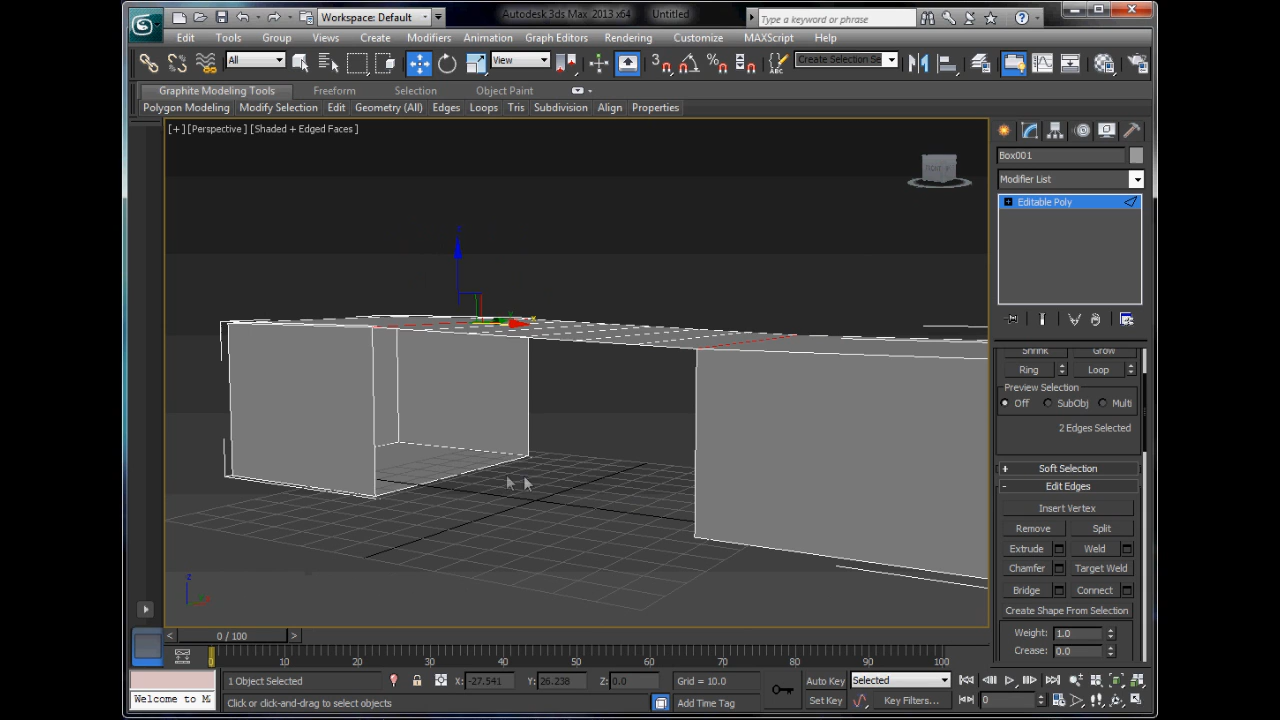 Workspace: Default
Autodesk 3ds Max 2013 x64 Untitled
Type a keyword or phrase
Edit Tools Group Views Create Modifiers Animation Graph Editors Rendering Customize MAXScript Help
All View Create Selection Se
Graphite Modeling Tools Freeform Selection Object Paint
Polygon Modeling Modify Selection Edit Geometry (All) Edges Loops Tris Subdivision Align Properties
[+] [Perspective] [Shaded + Edged Faces]
Box001
Modifier List
Editable Poly
Shrink Grow
Ring Loop
Preview Selection
Off SubObj Multi
2 Edges Selected
+ Soft Selection
- Edit Edges
Insert Vertex
Remove Split
Extrude Weld
Chamfer Target Weld
Bridge Connect
Create Shape From Selection
Weight: 1.0
Crease: 0.0
z
< 0 / 100 >
0 10 20 30 40 50 60 70 80 90 100
1 Object Selected X: -27.541 Y: 26.238 Z: 0.0 Grid = 10.0 Auto Key Selected
Welcome to M Click or click-and-drag to select objects Add Time Tag Set Key Key Filters... 0